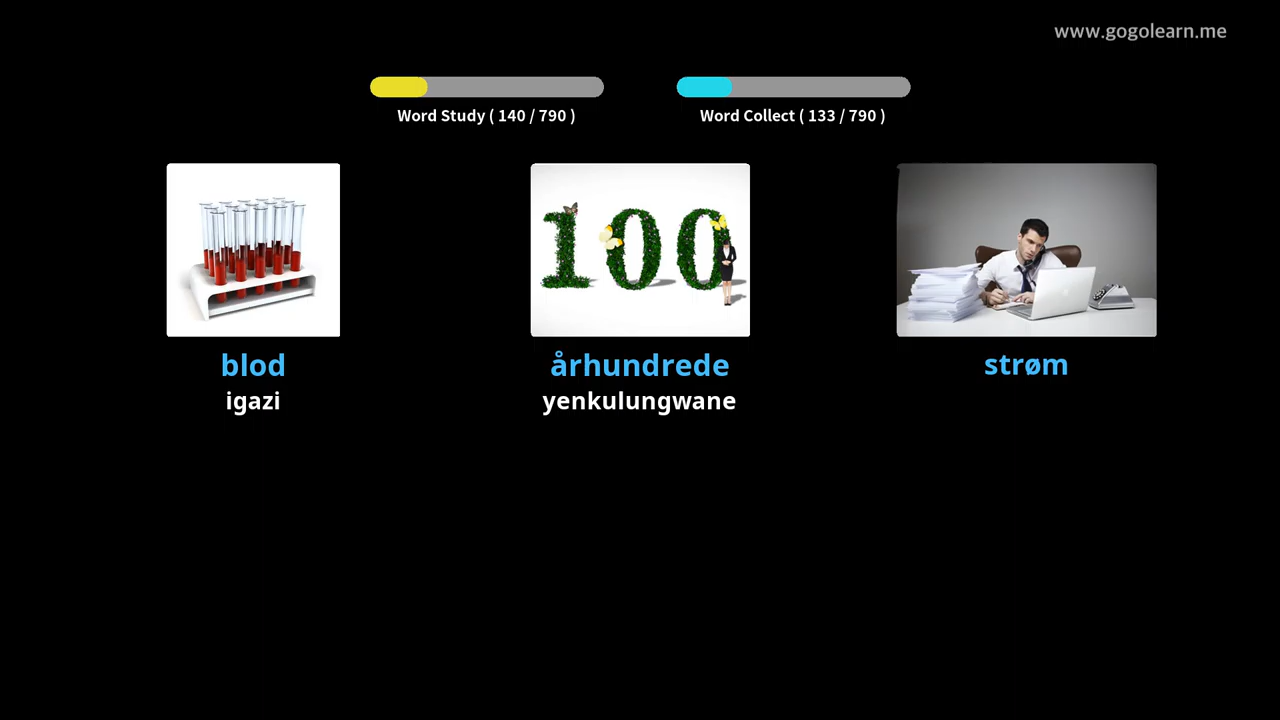 www.gogolearn.me
Word Study ( 140 / 790 )
Word Collect ( 133 / 790 )
100
blod
århundrede
strøm
igazi
yenkulungwane